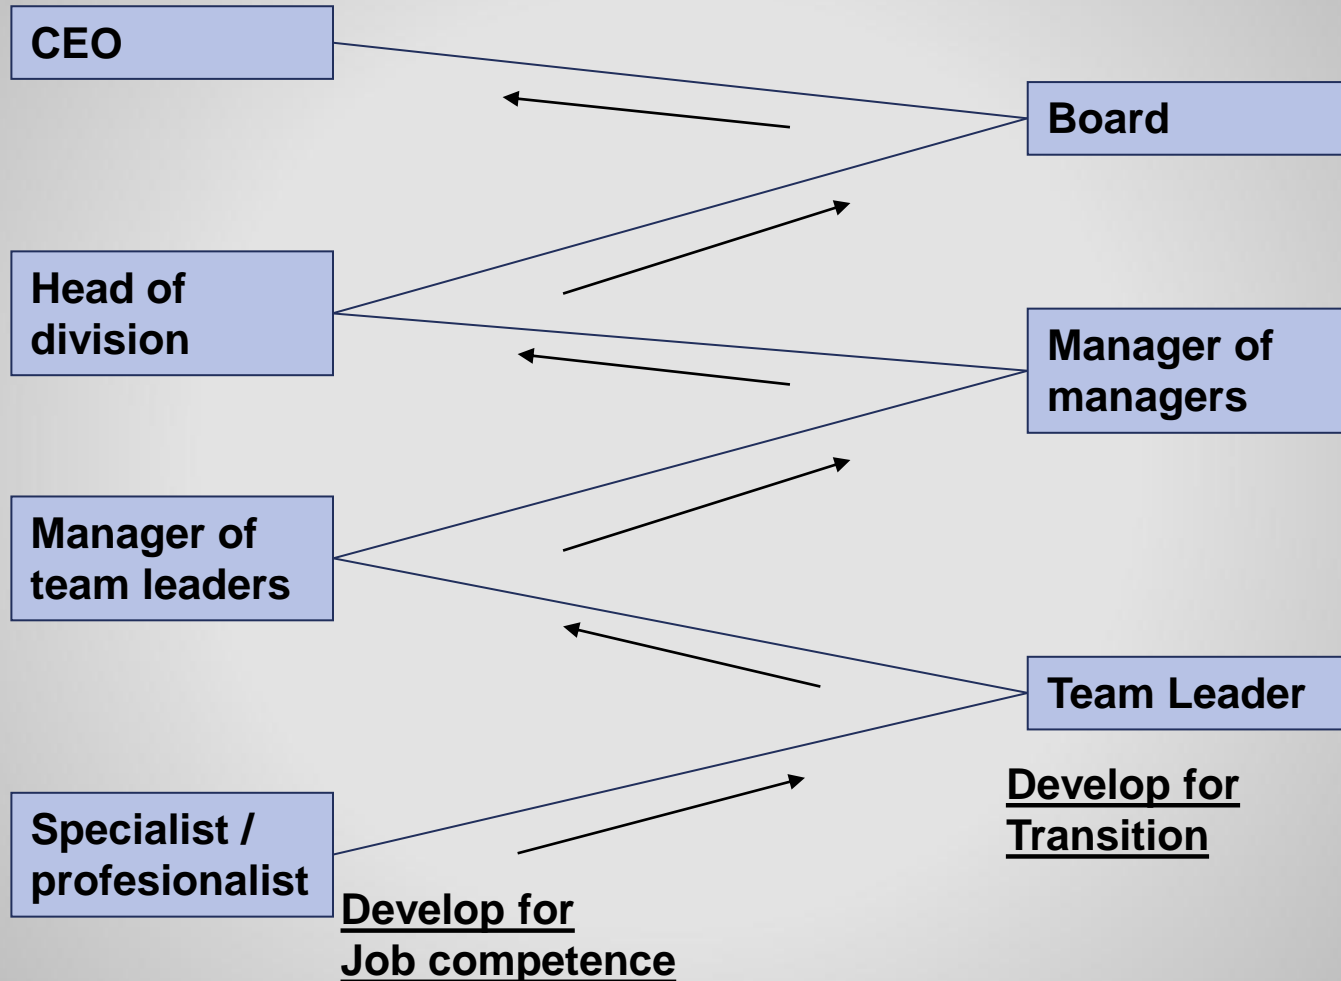 CEO
Board
Head of
division
Manager of
managers
Manager of
team leaders
Team Leader
Develop for
Transition
Specialist /
profesionalist
Develop for
Job competence